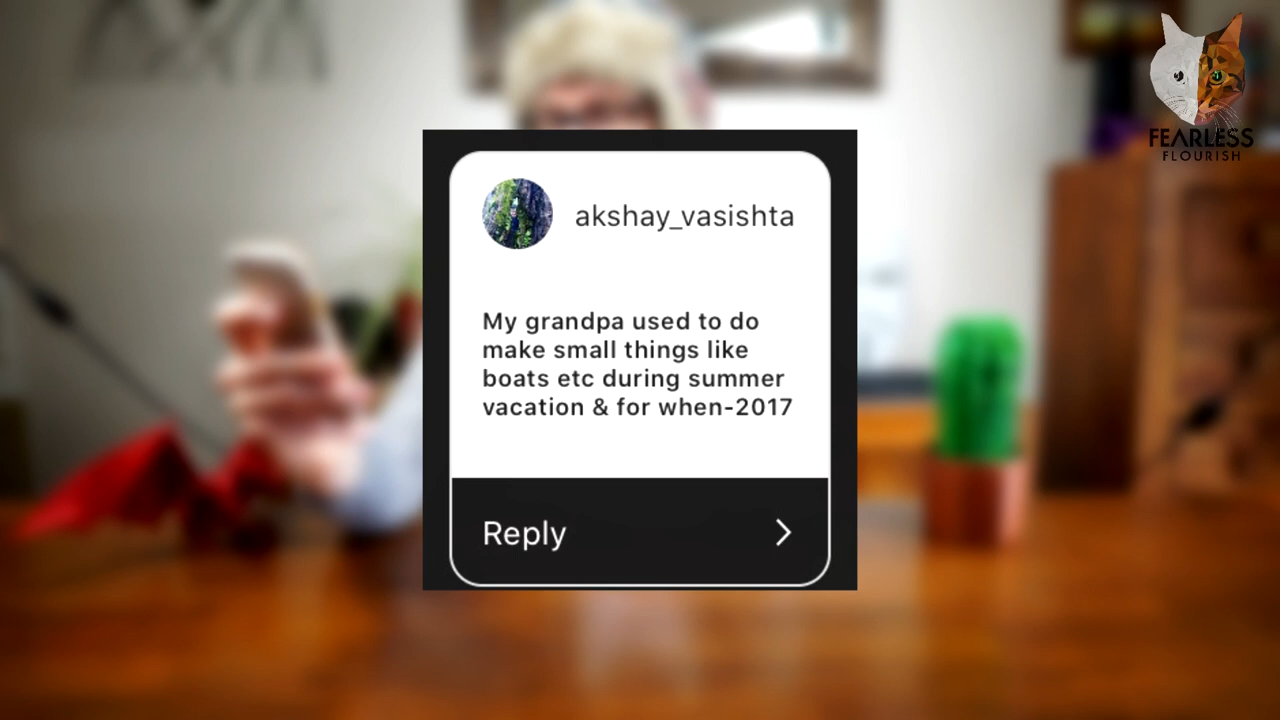 FEARLESS
FLOURISH
akshay_vasishta
My grandpa used to do
make small things like
boats etc during summer
vacation & for when-2017
Reply